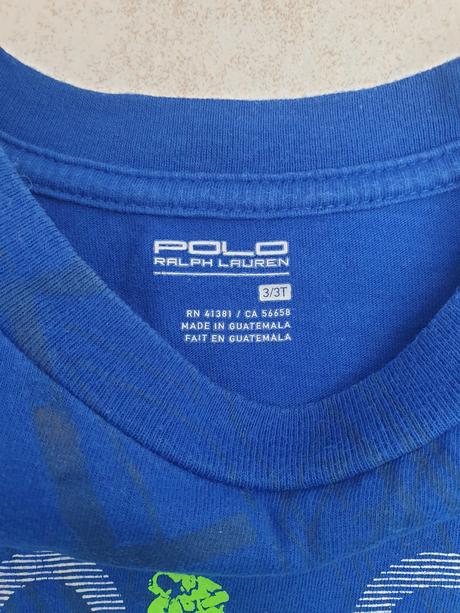 POLO
RALPH LAUREN
3/3T
RN 41381 / CA 56658
MADE IN GUATEMALA
FAIT EN GUATEMALA